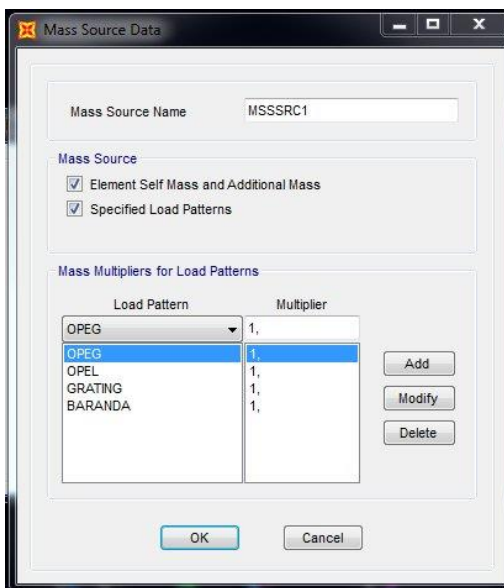 Mass Source Data
Mass Source Name MSSSRC1
Mass Source
Element Self Mass and Additional Mass
Specified Load Patterns
Mass Multipliers for Load Patterns
Load Pattern Multiplier
OPEG 1,
OPEG 1,
OPEL 1,
GRATING 1,
BARANDA 1,
Add
Modify
Delete
OK Cancel